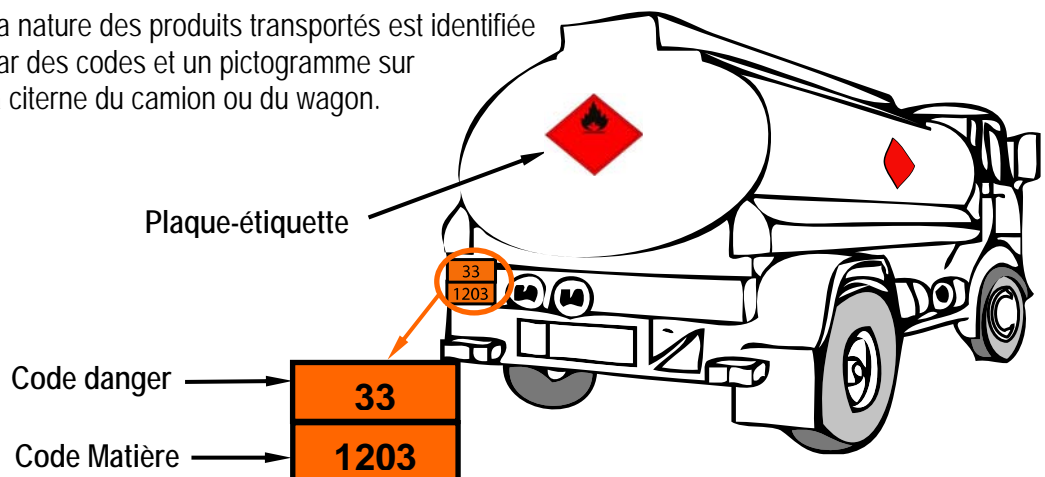 a nature des produits transportés est identifiée
ar des codes et un pictogramme sur
citerne du camion ou du wagon.
Plaque-étiquette
33
1203
Code danger
33
Code Matière
1203